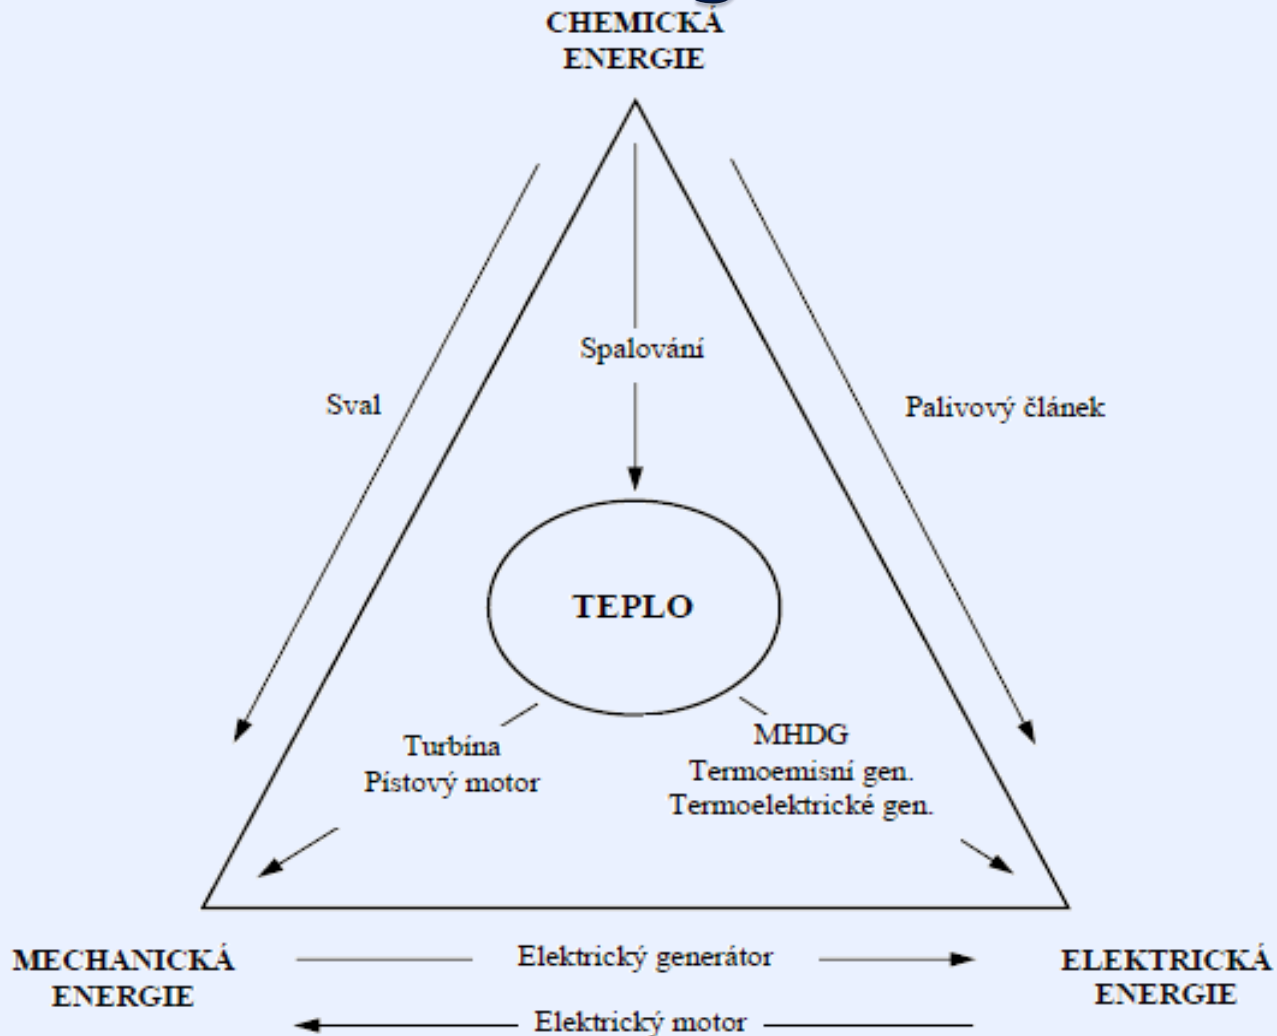 CHEMICKÁ
ENERGIE
Spalování
Sval
Palivový článek
TEPLO
Turbína
Pístový motor
MHDG
Termoemisní gen.
Termoelektrické gen.
MECHANICKÁ
ENERGIE
Elektrický generátor
ELEKTRICKÁ
ENERGIE
Elektrický motor